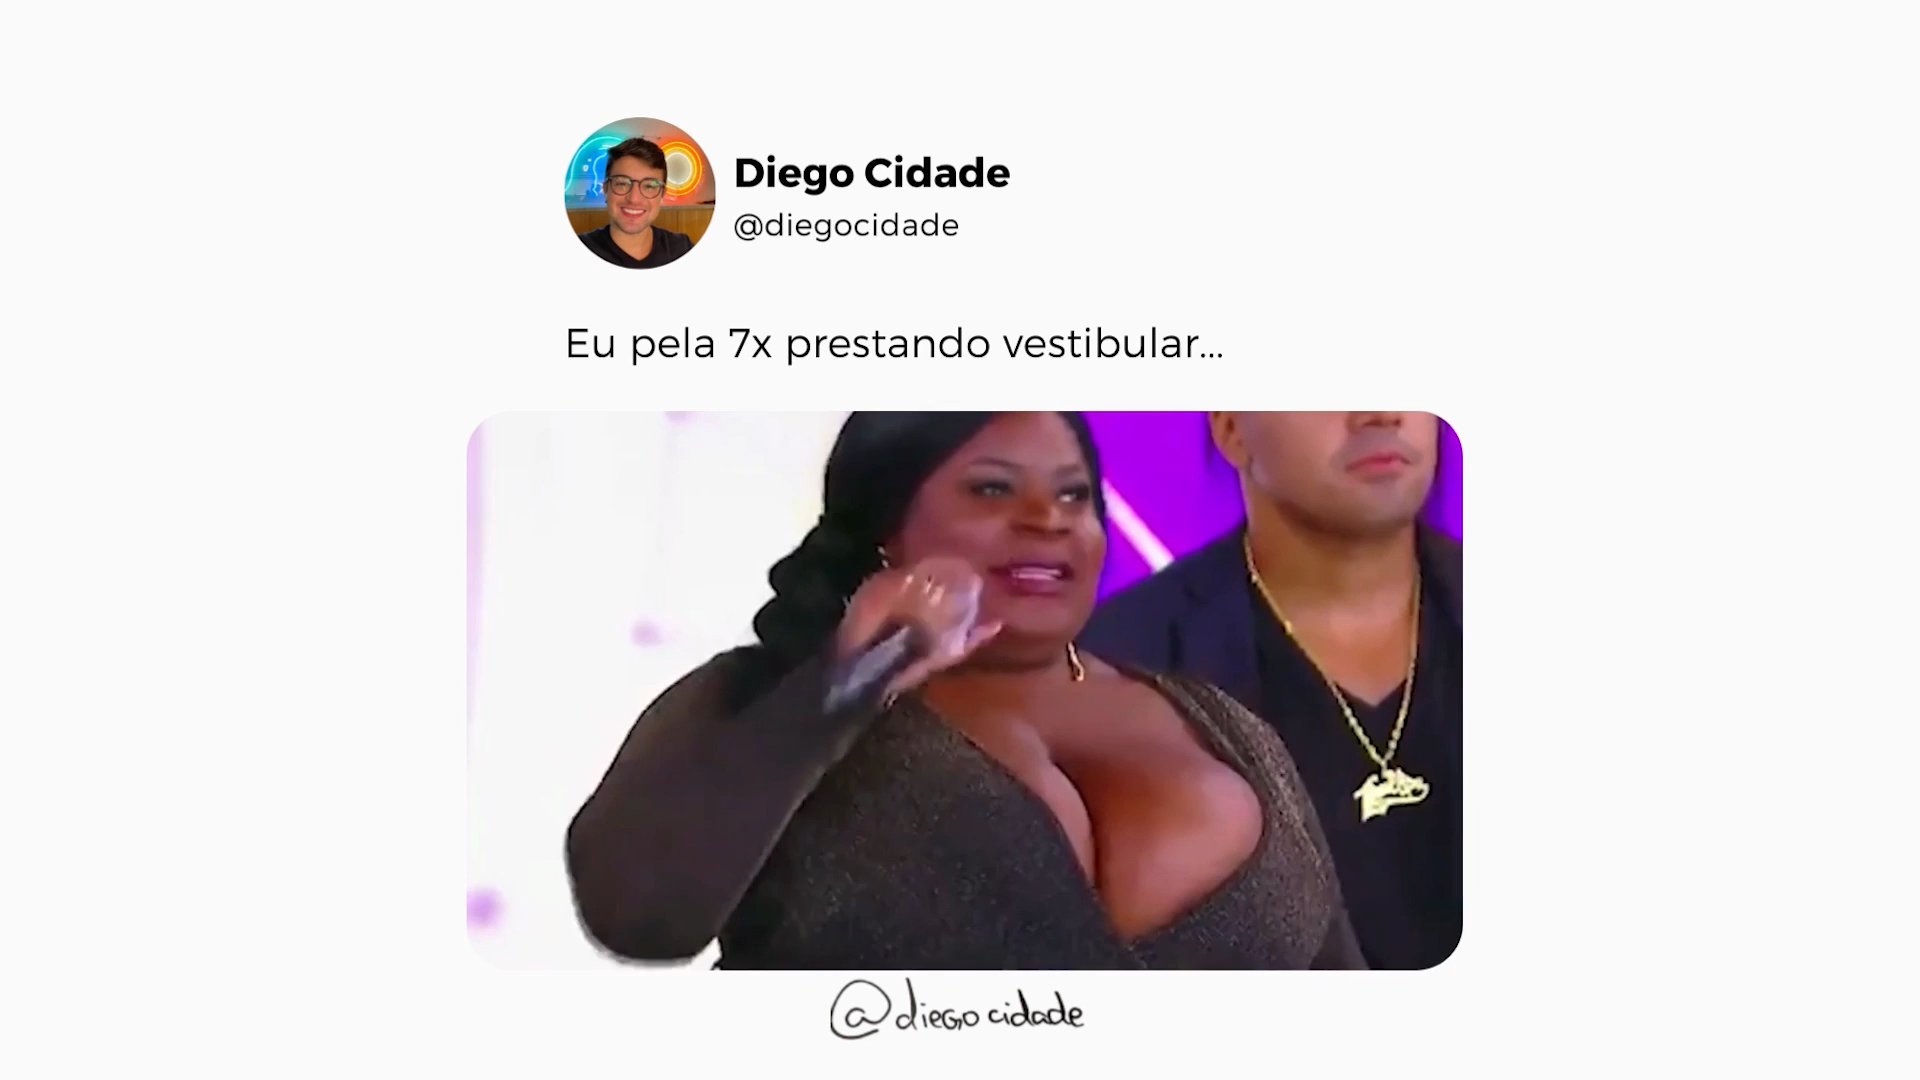 Diego Cidade
@diegocidade
Eu pela 7x prestando vestibular...
@diegocidade